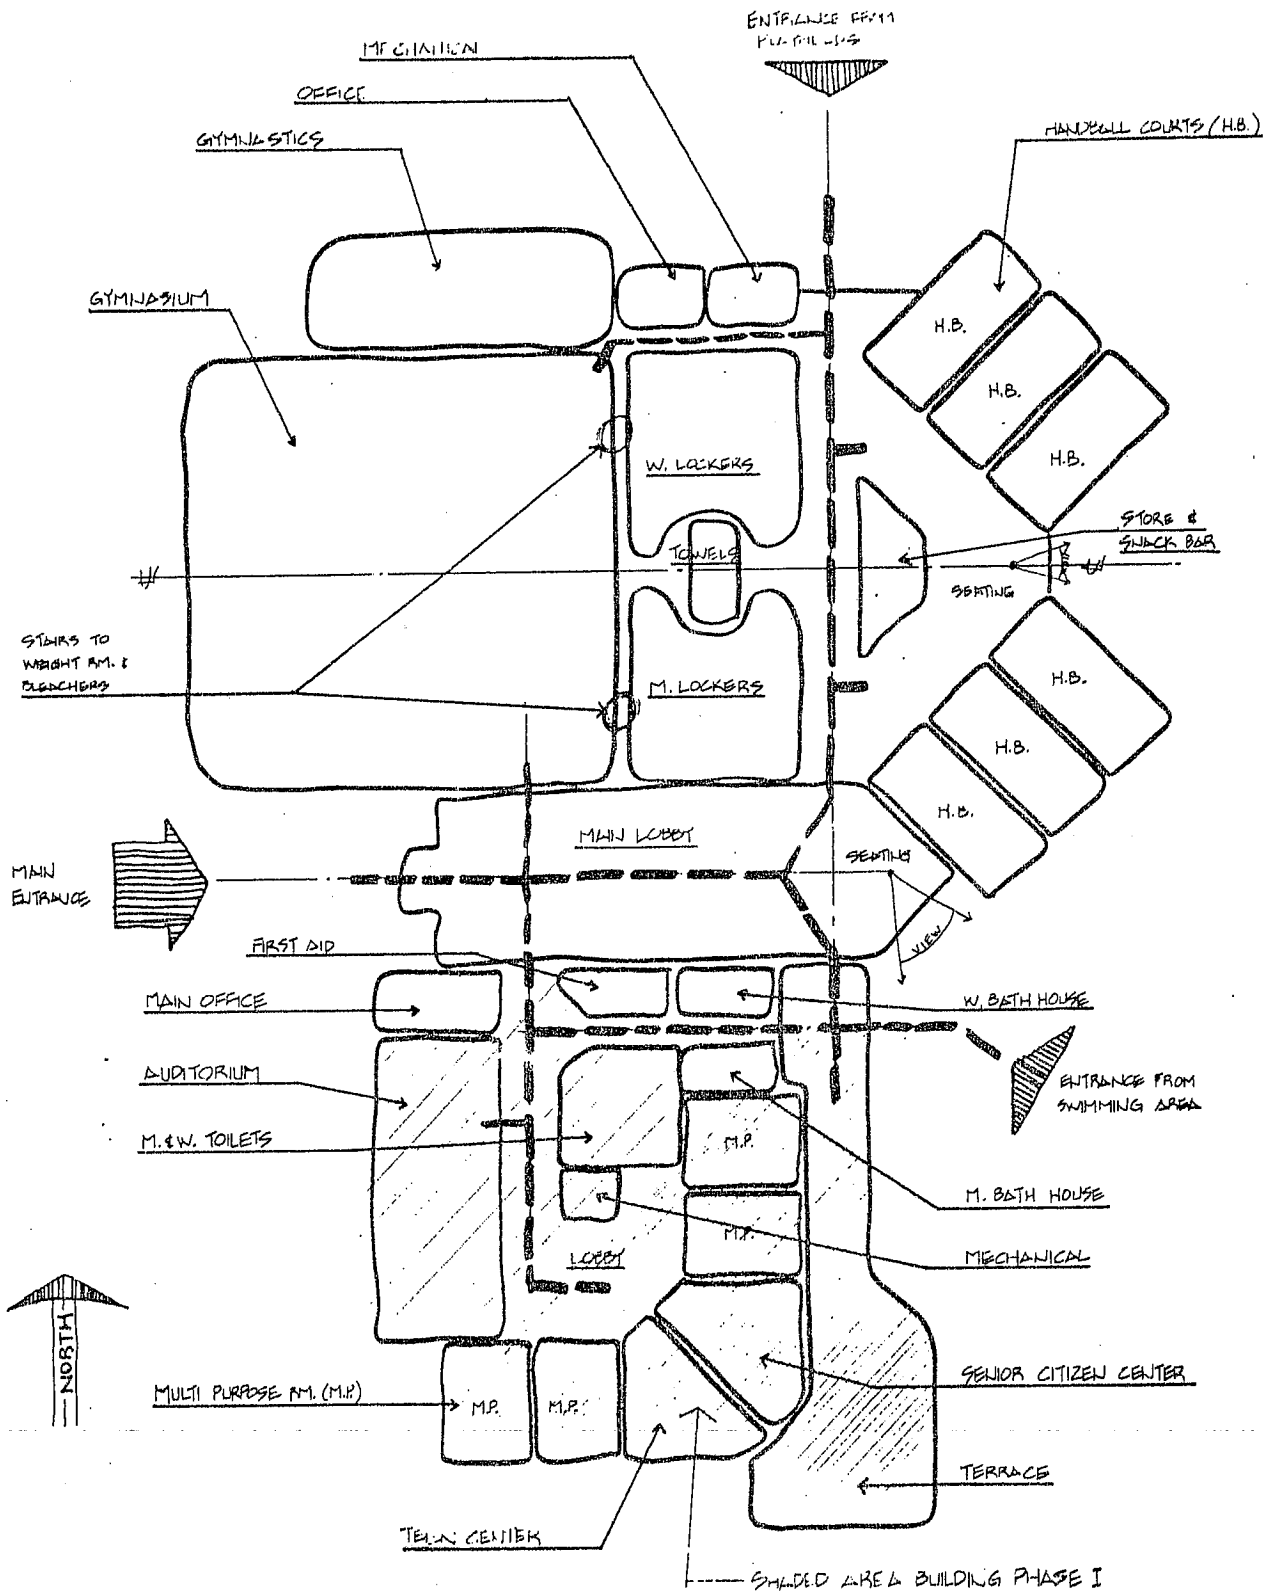 ENTRANCE FROM
MECHANICAL
OFFICE
GYMNASTICS
HANDBALL COURTS (H.B.)
GYMNASIUM
H.B.
H.B.
H.B.
W. LOCKERS
STORE &
SNACK BAR
TOWELS
SEATING
STAIRS TO
WEIGHT RM. &
BLEACHERS
M. LOCKERS
H.B.
H.B.
H.B.
MAIN LOBBY
SEATING
MAIN
ENTRANCE
VIEW
FIRST AID
MAIN OFFICE
W. BATH HOUSE
AUDITORIUM
ENTRANCE FROM
SWIMMING AREA
M. & W. TOILETS
M.P.
M. BATH HOUSE
M.P.
LOBBY
MECHANICAL
NORTH
SENIOR CITIZEN CENTER
MULTI PURPOSE RM. (M.P.)
M.P.
M.P.
TERRACE
TEEN CENTER
SHADED AREA BUILDING PHASE I